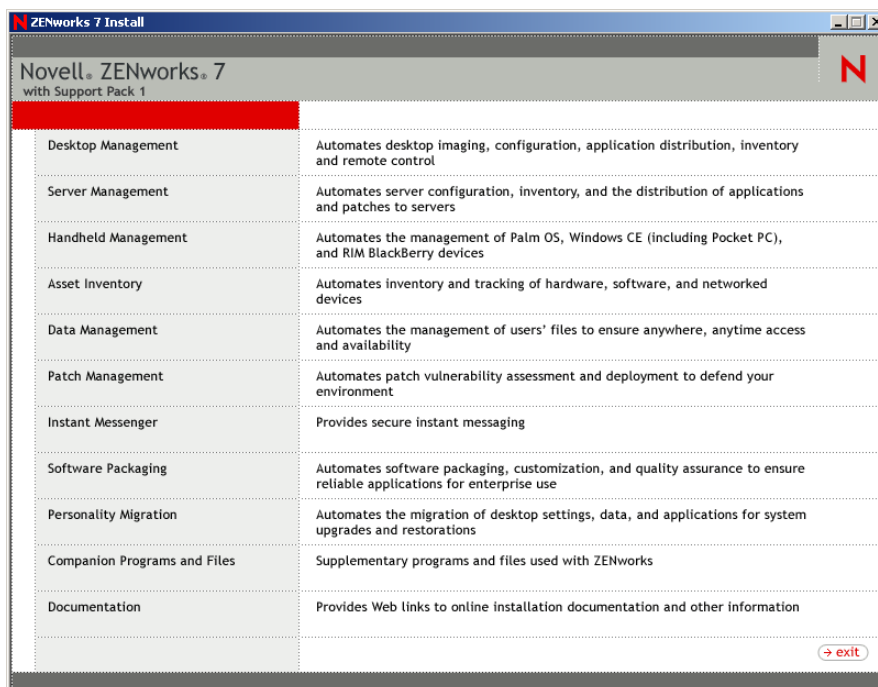 N ZENworks 7 Install
Novell® ZENworks® 7
with Support Pack 1
N
Desktop Management
Automates desktop imaging, configuration, application distribution, inventory
and remote control
Server Management
Automates server configuration, inventory, and the distribution of applications
and patches to servers
Handheld Management
Automates the management of Palm OS, Windows CE (including Pocket PC),
and RIM BlackBerry devices
Asset Inventory
Automates inventory and tracking of hardware, software, and networked
devices
Data Management
Automates the management of users' files to ensure anywhere, anytime access
and availability
Patch Management
Automates patch vulnerability assessment and deployment to defend your
environment
Instant Messenger
Provides secure instant messaging
Software Packaging
Automates software packaging, customization, and quality assurance to ensure
reliable applications for enterprise use
Personality Migration
Automates the migration of desktop settings, data, and applications for system
upgrades and restorations
Companion Programs and Files
Supplementary programs and files used with ZENworks
Documentation
Provides Web links to online installation documentation and other information
→ exit